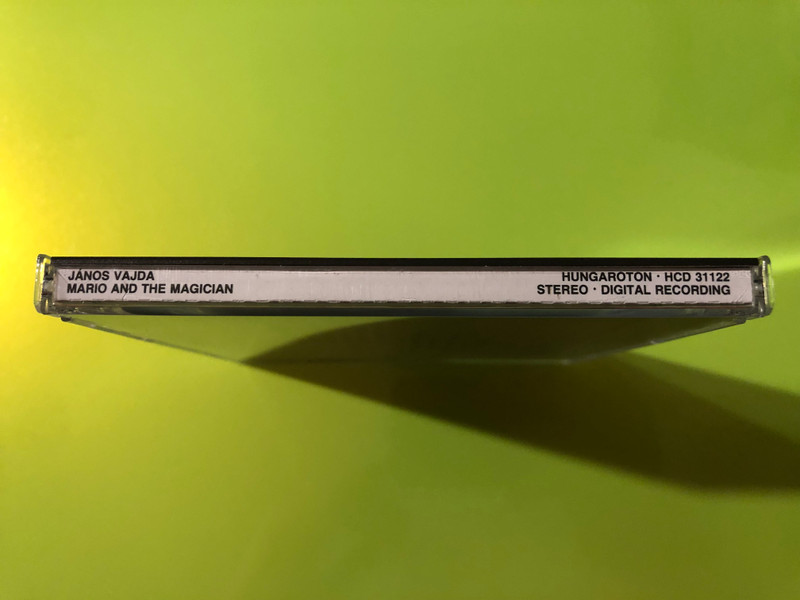 JÁNOS VAJDA
MARIO AND THE MAGICIAN
HUNGAROTON · HCD 31122
STEREO · DIGITAL RECORDING